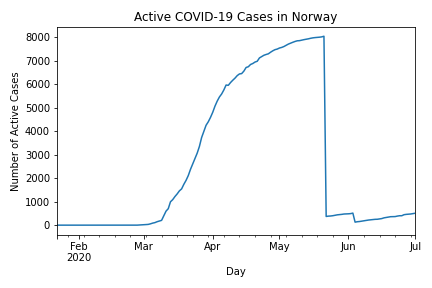 Active COVID-19 Cases in Norway
Number of Active Cases
8000
7000
6000
5000
4000
3000
2000
1000
0
Feb Mar Apr May Jun Jul
2020
Day